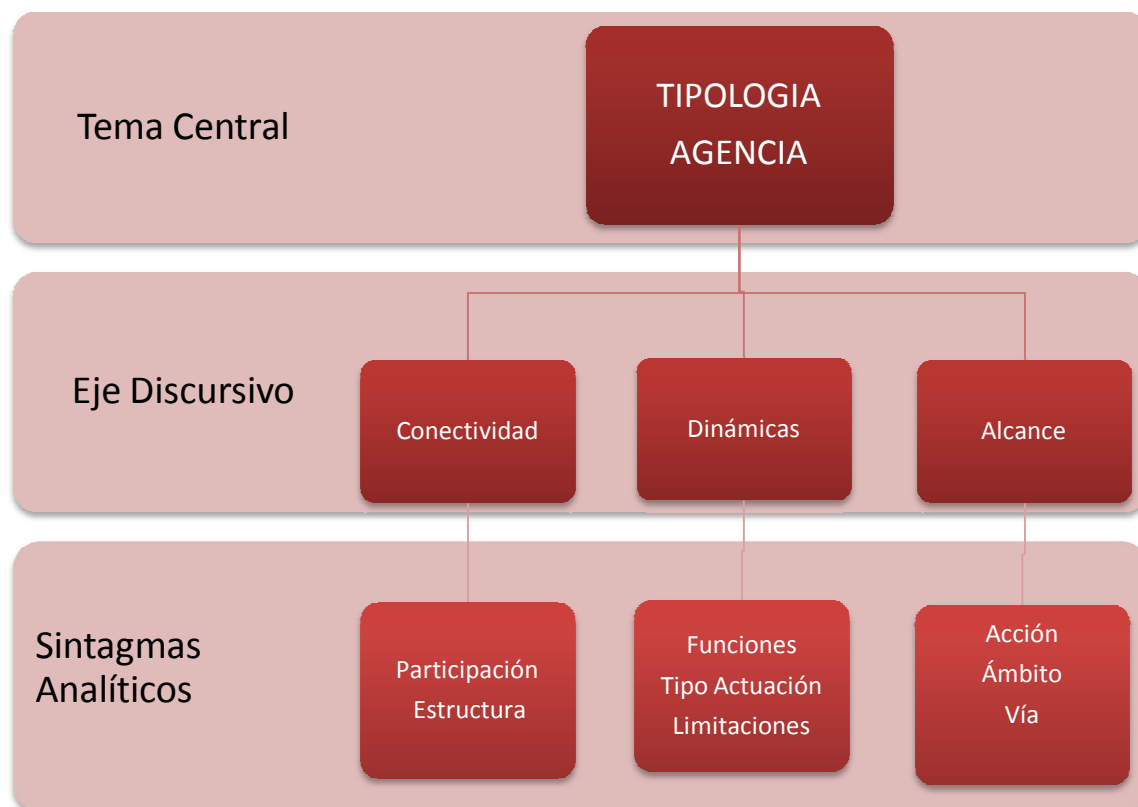 Tema Central
TIPOLOGIA
AGENCIA
Eje Discursivo
Conectividad
Dinámicas
Alcance
Sintagmas
Analíticos
Participación
Estructura
Funciones
Tipo Actuación
Limitaciones
Acción
Ámbito
Vía